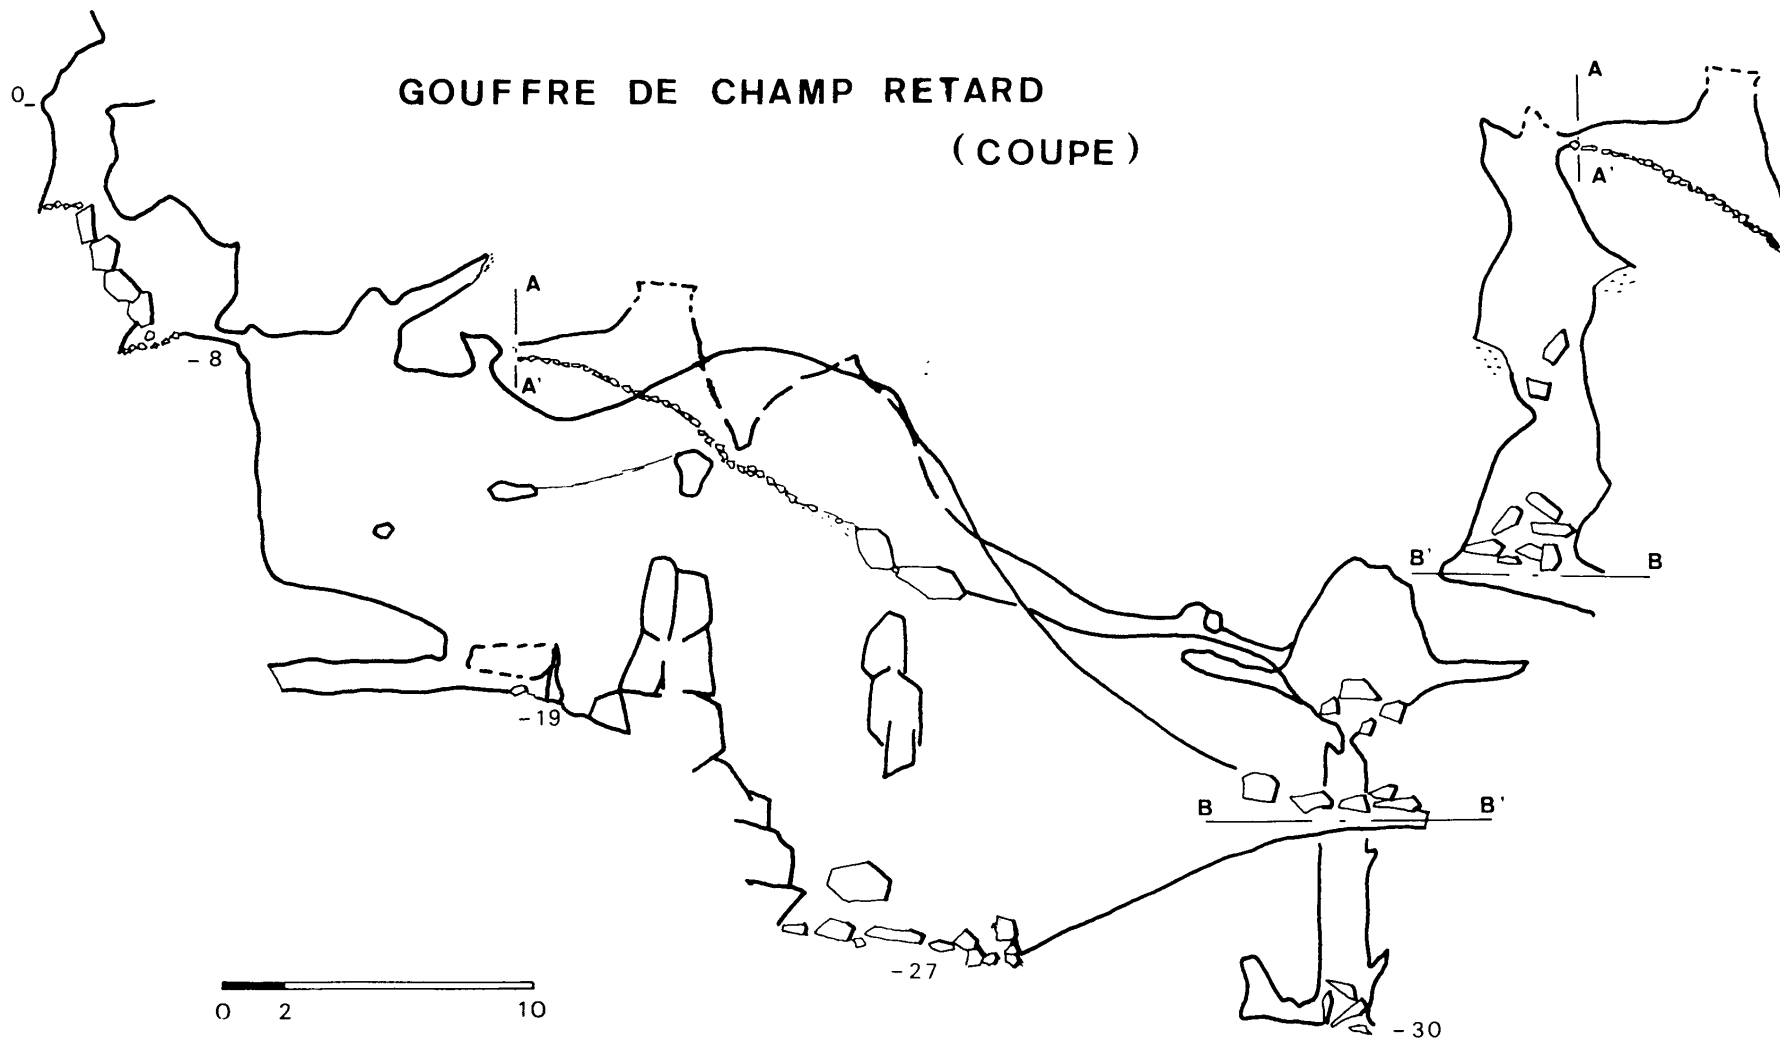 GOUFFRE DE CHAMP RETARD
(COUPE)
0
A
A'
-8
A
A'
B'
B
-19
B
B'
-27
-30
0 2 10